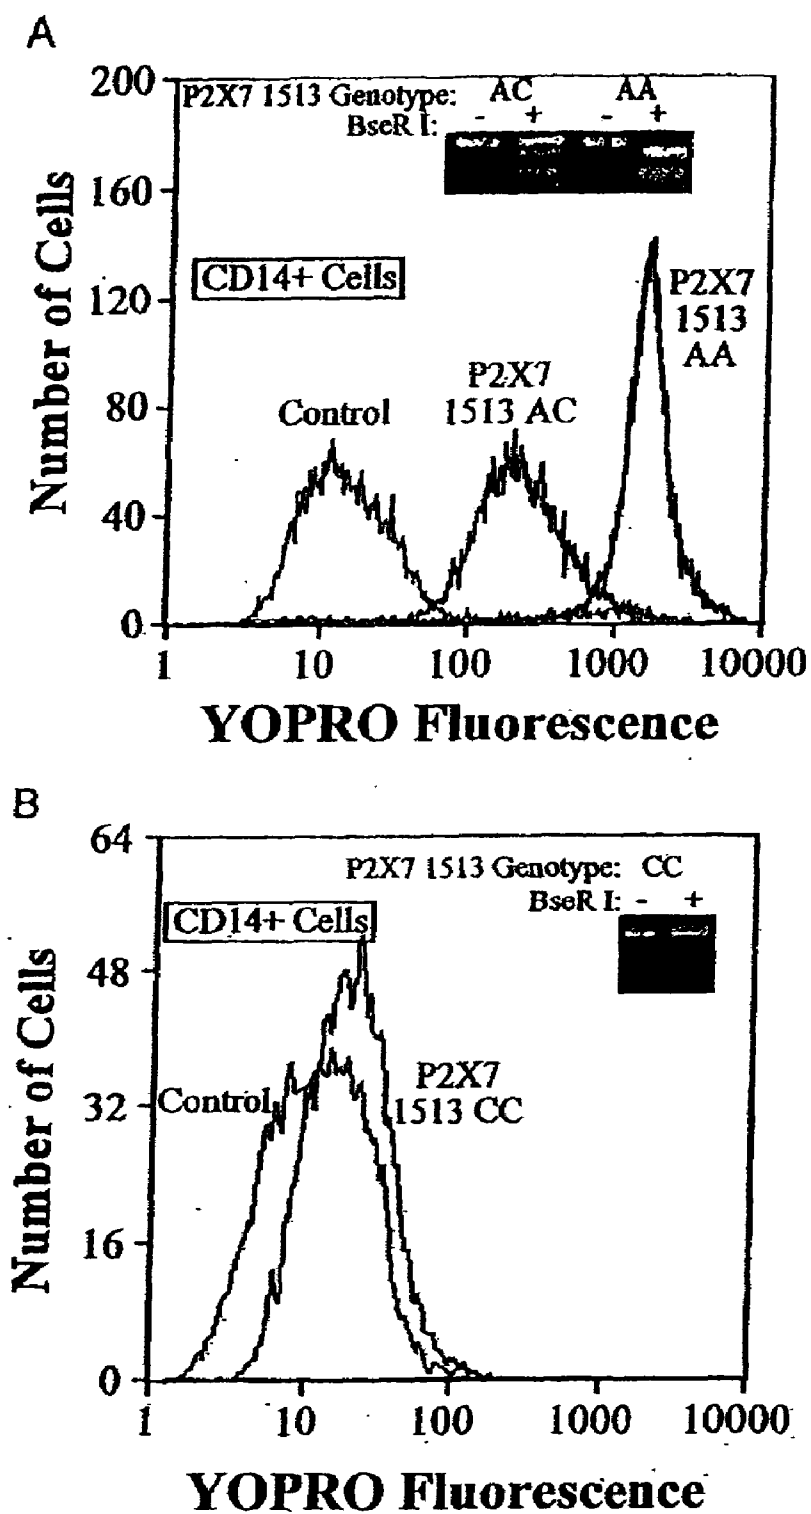 A
200
P2X7 1513 Genotype: AC AA
BseR I: - + - +
160
CD14+ Cells
P2X7
1513
AA
120
P2X7
1513 AC
Control
80
40
0
1 10 100 1000 10000
Number of Cells
YOPRO Fluorescence
B
64
P2X7 1513 Genotype: CC
BseR I: - +
CD14+ Cells
48
P2X7
1513 CC
Control
32
16
0
1 10 100 1000 10000
Number of Cells
YOPRO Fluorescence